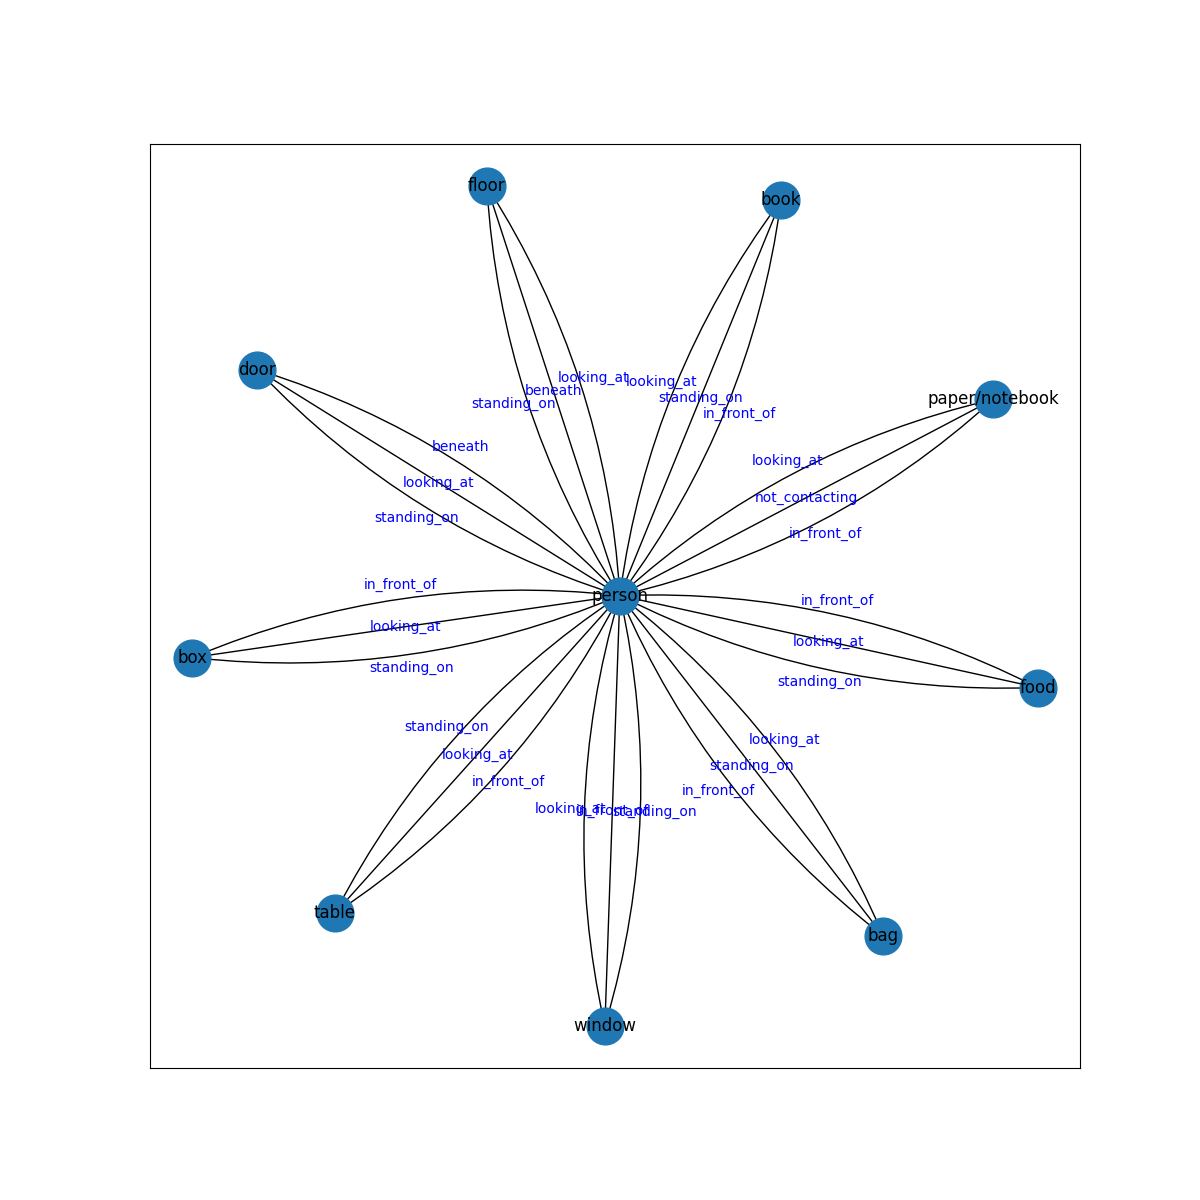 floor
book
door
paper/notebook
looking_at
looking_at
beneath
standing_on
standing_on
in_front_of
beneath
looking_at
looking_at
not_contacting
standing_on
in_front_of
in_front_of
person
in_front_of
looking_at
looking_at
box
standing_on
standing_on
food
standing_on
looking_at
looking_at
standing_on
in_front_of
in_front_of
looking_at
in_front_of
standing_on
table
bag
window